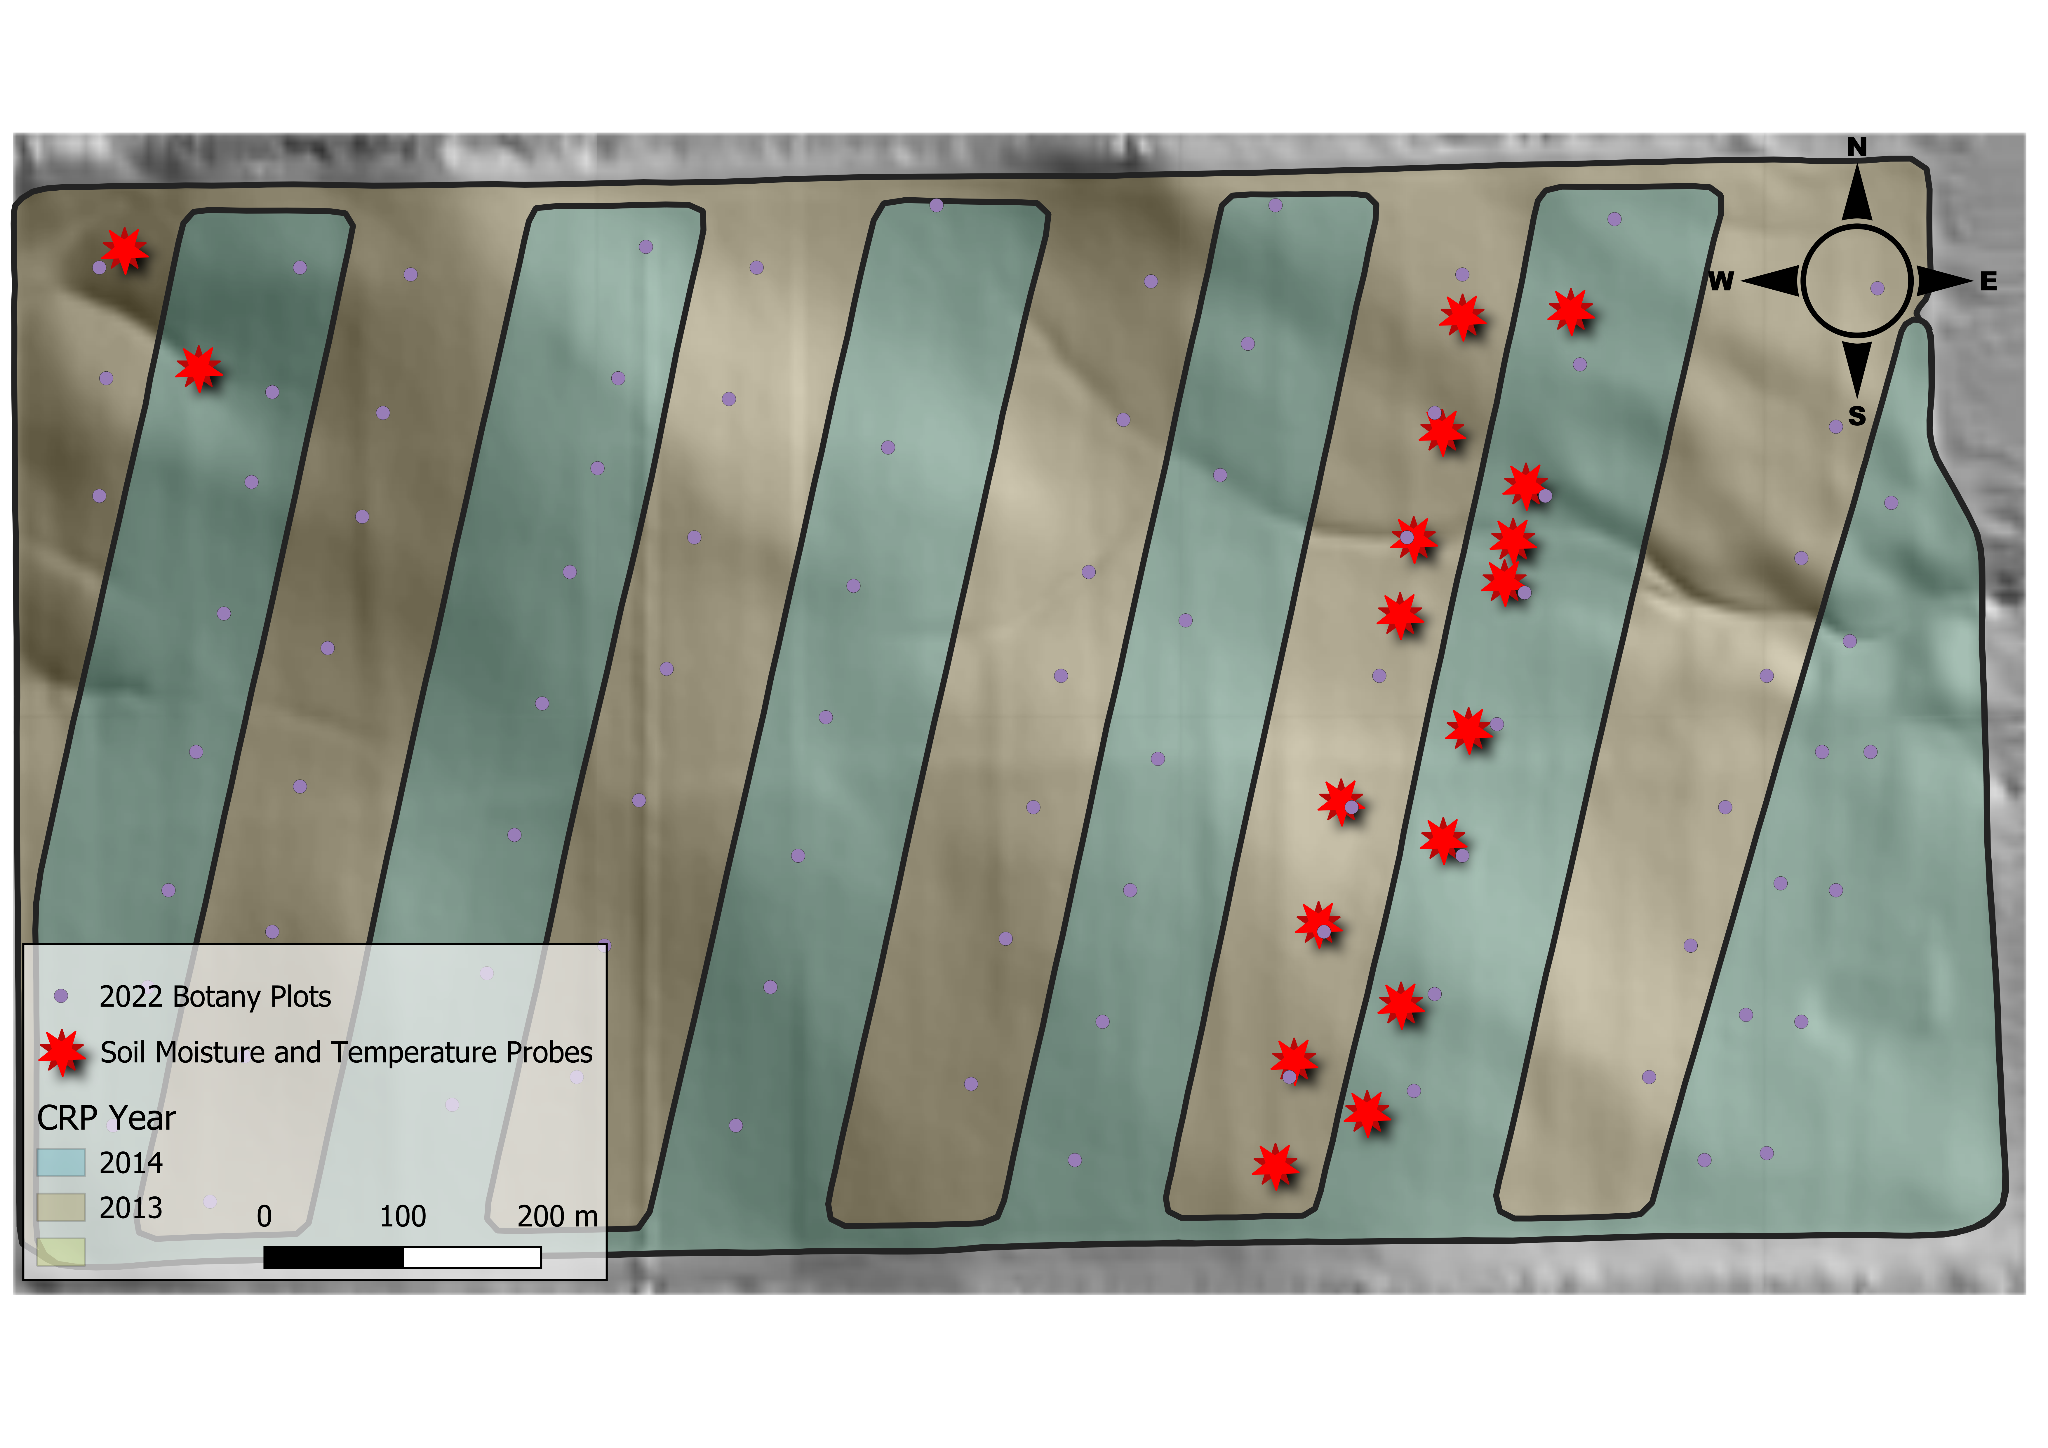 N
W E
S
2022 Botany Plots
Soil Moisture and Temperature Probes
CRP Year
2014
2013
0 100 200 m